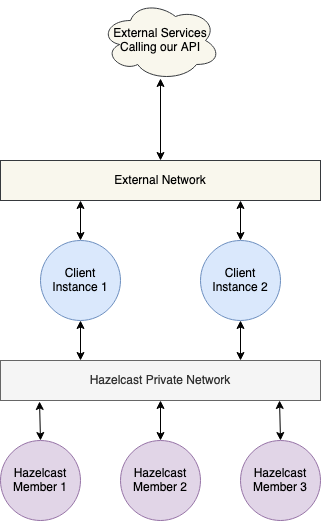 External Services
Calling our API
External Network
Client
Instance 1
Client
Instance 2
Hazelcast Private Network
Hazelcast
Member 1
Hazelcast
Member 2
Hazelcast
Member 3